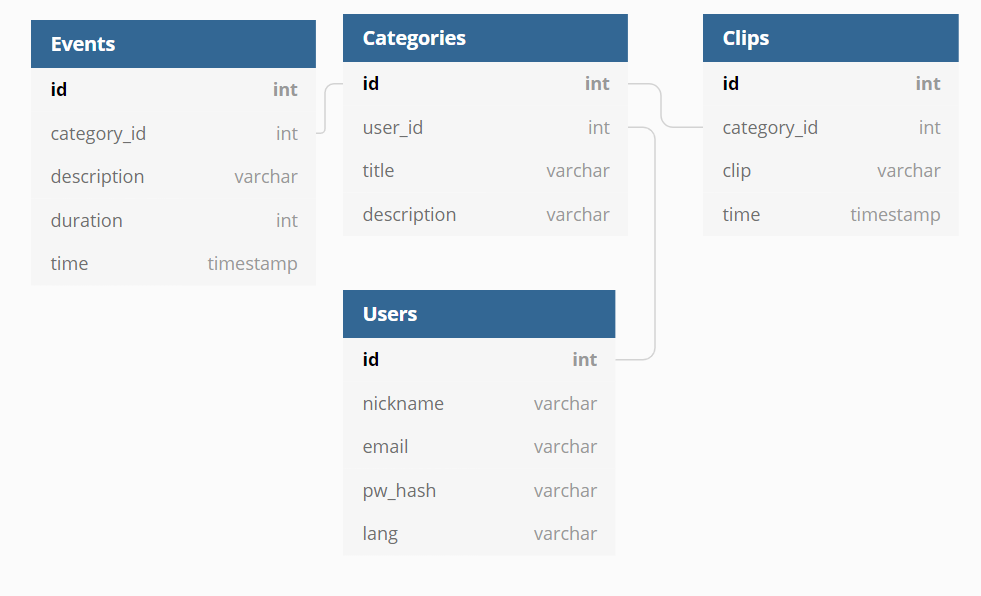 Events
id int
category_id int
description varchar
duration int
time timestamp
Categories
id int
user_id int
title varchar
description varchar
Clips
id int
category_id int
clip varchar
time timestamp
Users
id int
nickname varchar
email varchar
pw_hash varchar
lang varchar